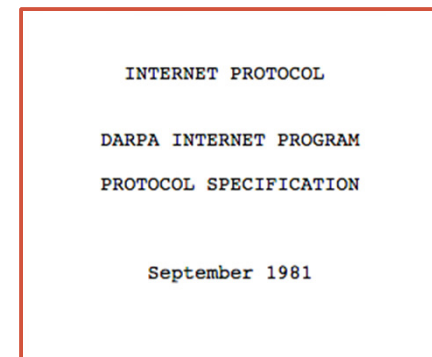 INTERNET PROTOCOL
DARPA INTERNET PROGRAM
PROTOCOL SPECIFICATION
September 1981